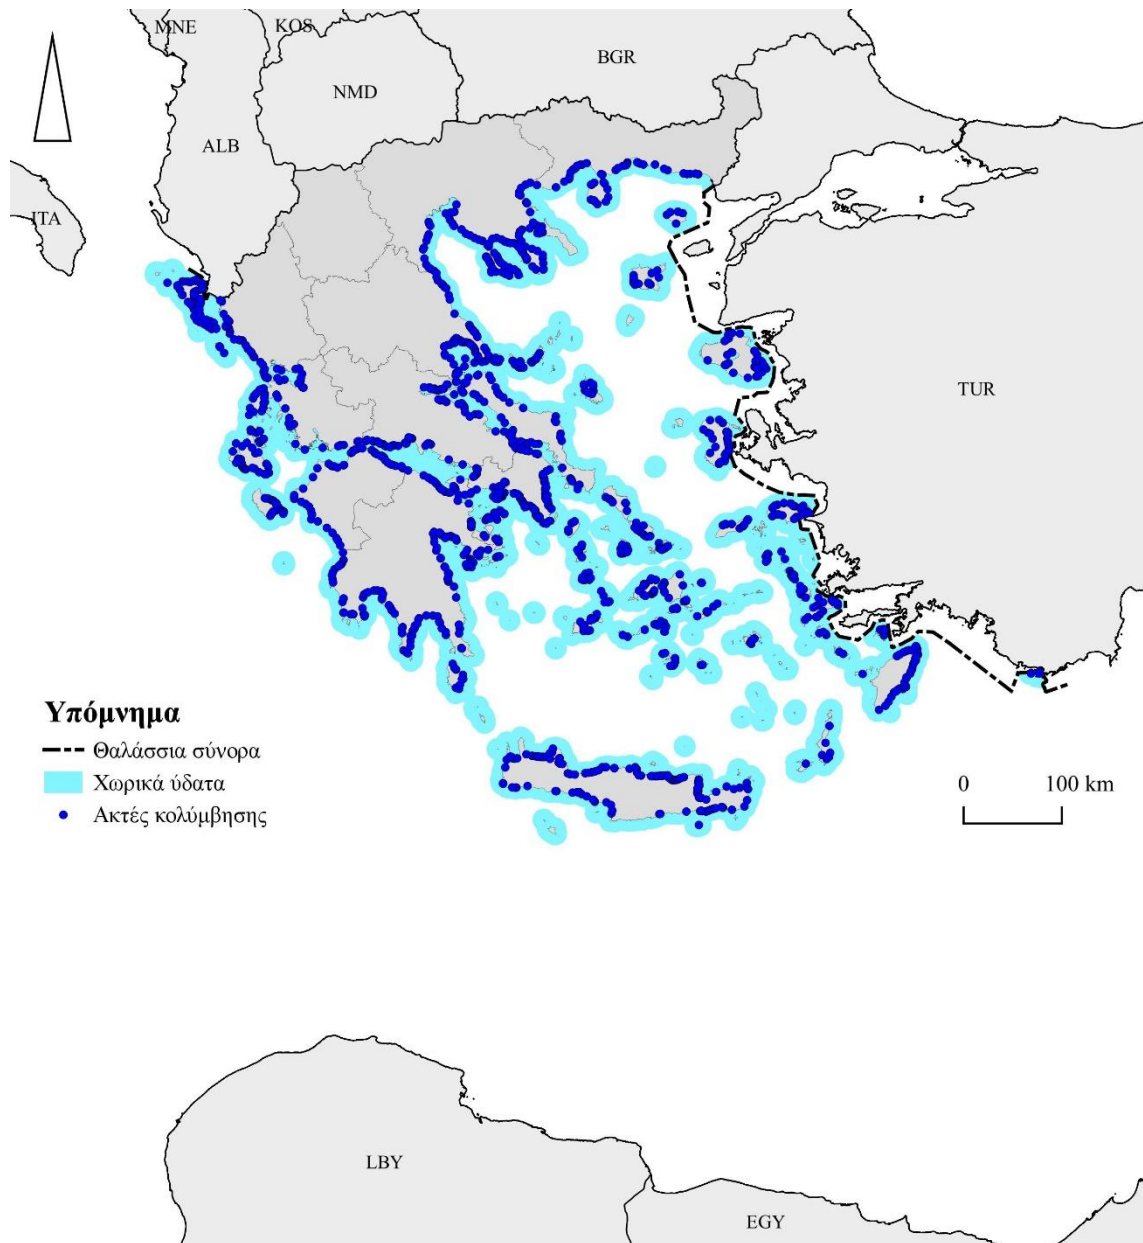 MNE
KOS
BGR
NMD
ALB
ITA
TUR
Υπόμνημα
Θαλάσσια σύνορα
Χωρικά ύδατα
Ακτές κολύμβησης
0 100 km
LBY
EGY